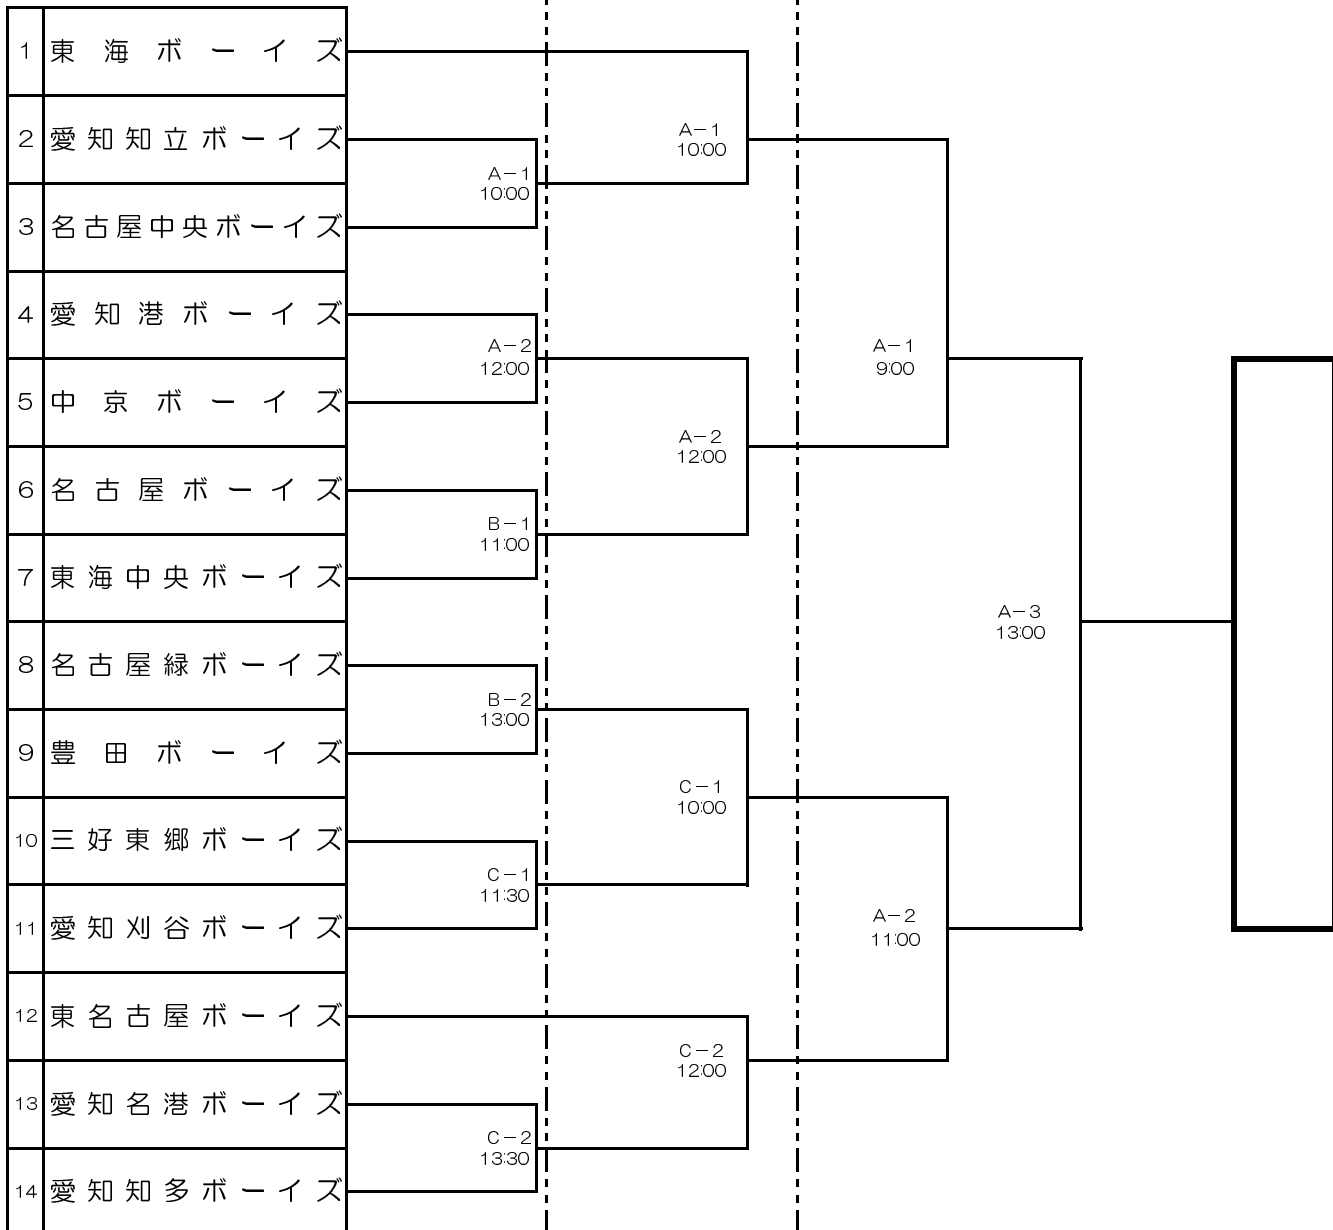 1 東海ボーイズ
2 愛知知立ボーイズ
3 名古屋中央ボーイズ
4 愛知港ボーイズ
5 中京ボーイズ
6 名古屋ボーイズ
7 東海中央ボーイズ
8 名古屋緑ボーイズ
9 豊田ボーイズ
10 三好東郷ボーイズ
11 愛知刈谷ボーイズ
12 東名古屋ボーイズ
13 愛知名港ボーイズ
14 愛知知多ボーイズ
A-1
10:00
A-2
12:00
B-1
11:00
B-2
13:00
C-1
11:30
C-2
13:30
A-1
10:00
A-2
12:00
C-1
10:00
C-2
12:00
A-1
9:00
A-2
11:00
A-3
13:00